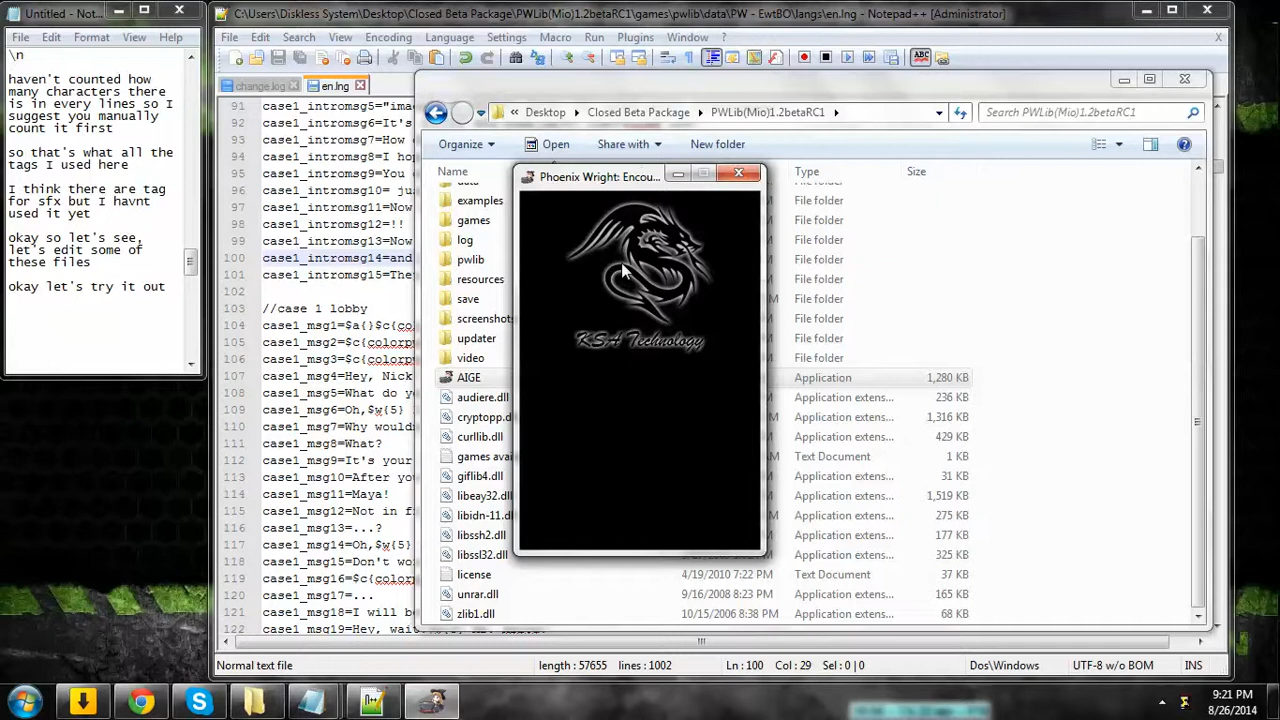 Untitled - Not...
File Edit Format View Help
\n
haven't counted how
many characters there
is in every lines so I
suggest you manually
count it first
so that's what all the
tags I used here
I think there are tag
for sfx but I havnt
used it yet
okay so let's see,
let's edit some of
these files
okay let's try it out
C:\Users\Diskless System\Desktop\Closed Beta Package\PWLib(Mio)1.2betaRC1\games\pwlib\data\PW - EwtBO\langs\en.lng - Notepad++ [Administrator]
File Edit Search View Encoding Language Settings Macro Run Plugins Window ?
X
change.log en.lng
91 case1_intromsg5="ima
92 case1_intromsg6=It's
93 case1_intromsg7=How
94 case1_intromsg8=I ho
95 case1_intromsg9=You
96 case1_intromsg10= ju
97 case1_intromsg11=Now
98 case1_intromsg12=!!
99 case1_intromsg13=Now
100 case1_intromsg14=and
101 case1_intromsg15=The
102
103 //case 1 lobby
104 case1_msg1=$a{}$c{co
105 case1_msg2=$c{colorp
106 case1_msg3=$c{colorp
107 case1_msg4=Hey, Nick
108 case1_msg5=What do y
109 case1_msg6=Oh,$w{5}
110 case1_msg7=Why would
111 case1_msg8=What?
112 case1_msg9=It's your
113 case1_msg10=After yo
114 case1_msg11=Maya!
115 case1_msg12=Not in f
116 case1_msg13=...?
117 case1_msg14=Oh,$w{5}
118 case1_msg15=Don't wo
119 case1_msg16=$c{colorp
120 case1_msg17=...
121 case1_msg18=I will be
122 case1_msg19=Hey, wait
« Desktop Closed Beta Package PWLib(Mio)1.2betaRC1
Search PWLib(Mio)1.2betaRC1
Organize Open Share with New folder
Name Type Size
data File folder
examples File folder
games File folder
log File folder
pwlib File folder
resources File folder
save File folder
screenshots File folder
updater File folder
video File folder
AIGE Application 1,280 KB
audiere.dll Application extens... 236 KB
cryptopp.d Application extens... 1,316 KB
curllib.dll Application extens... 429 KB
games avai Text Document 1 KB
giflib4.dll Application extens... 31 KB
libeay32.dll Application extens... 1,519 KB
libidn-11.d Application extens... 275 KB
libssh2.dll Application extens... 177 KB
libssl32.dll Application extens... 325 KB
license 4/19/2010 7:22 PM Text Document 37 KB
unrar.dll 9/16/2008 8:23 PM Application extens... 165 KB
zlib1.dll 10/15/2006 8:38 PM Application extens... 68 KB
Phoenix Wright: Encou...
KSA Technology
Normal text file length : 57655 lines : 1002 Ln : 100 Col : 29 Sel : 0 | 0 Dos\Windows UTF-8 w/o BOM INS
9:21 PM
8/26/2014